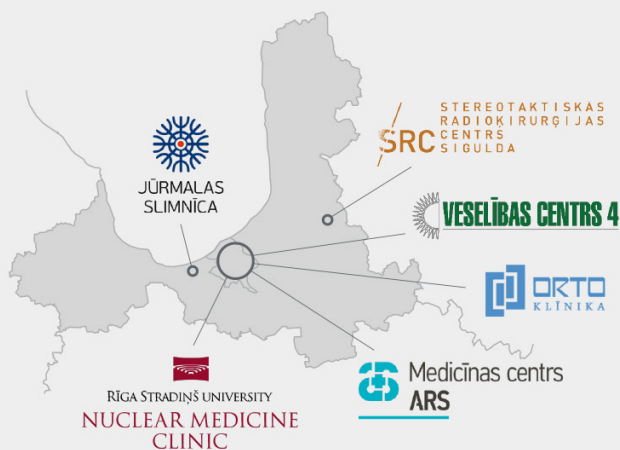 STEREOTAKTISKĀS
RADIOĶIRURĢIJAS
CENTRS
SIGULDA
SRC
JŪRMALAS
SLIMNĪCA
VESELĪBAS CENTRS 4
ORTO
KLĪNIKA
Medicīnas centrs
ARS
RĪGA STRADIŅŠ UNIVERSITY
NUCLEAR MEDICINE
CLINIC